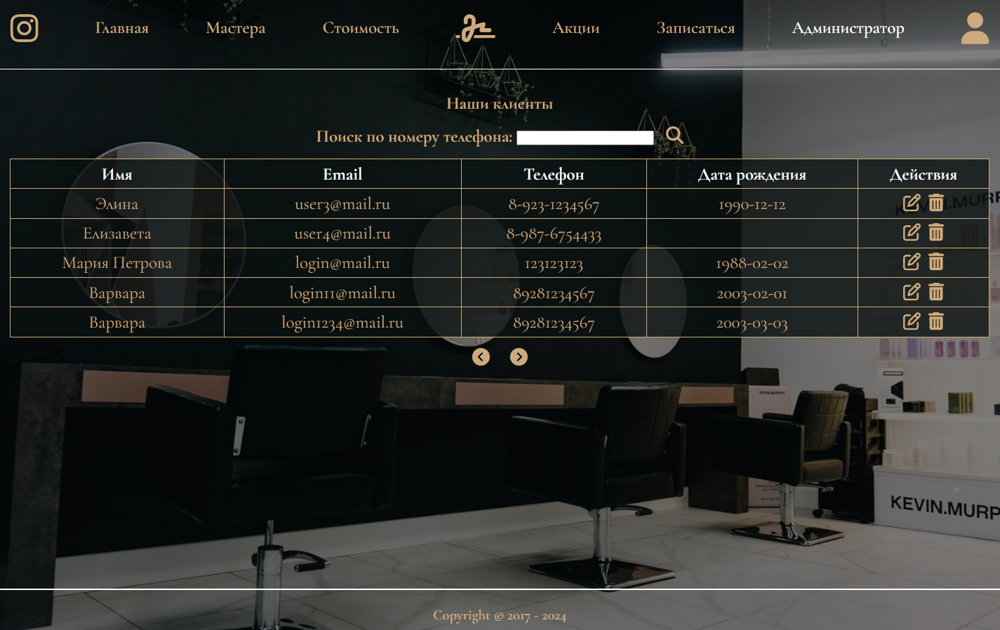 Главная Мастера Стоимость Акции Записаться Администратор
Наши клиенты
Поиск по номеру телефона:
Имя Email Телефон Дата рождения Действия
Элина user3@mail.ru 8-923-1234567 1990-12-12
Елизавета user4@mail.ru 8-987-6754433
Мария Петрова login@mail.ru 123123123 1988-02-02
Варвара login11@mail.ru 89281234567 2003-02-01
Варвара login1234@mail.ru 89281234567 2003-03-03
KEVIN.MURPHY
KEVIN.MURP
Copyright © 2017 - 2024